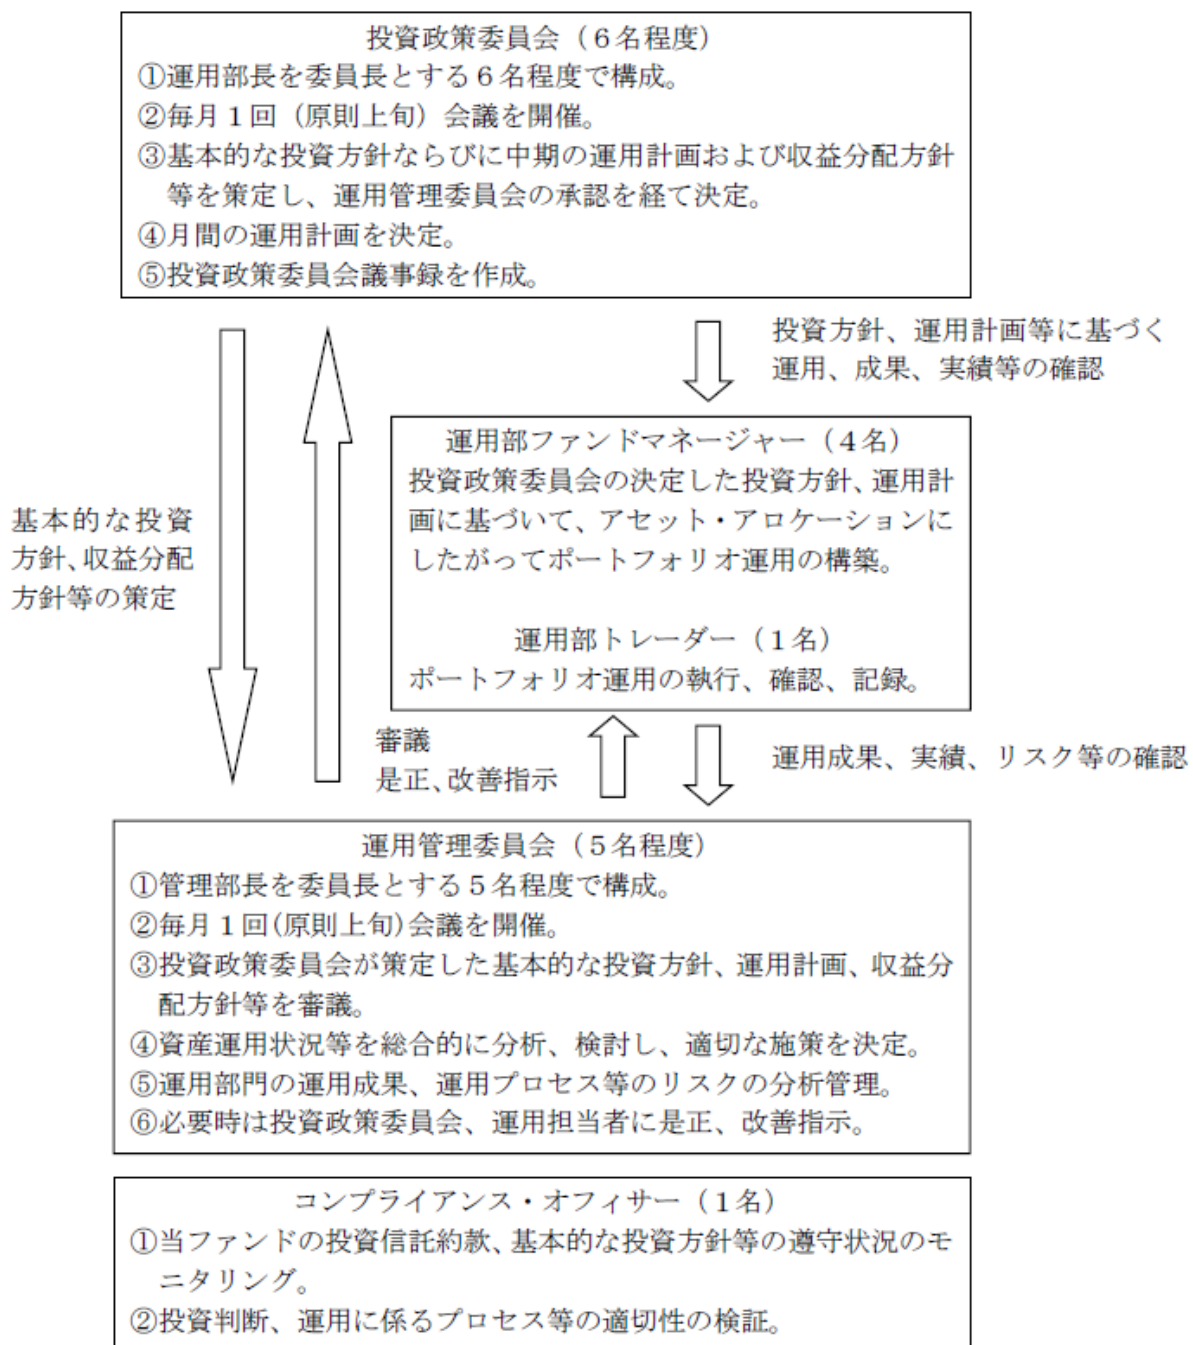 投資政策委員会（６名程度）
①運用部長を委員長とする６名程度で構成。
②毎月１回（原則上旬）会議を開催。
③基本的な投資方針ならびに中期の運用計画および収益分配方針
等を策定し、運用管理委員会の承認を経て決定。
④月間の運用計画を決定。
⑤投資政策委員会議事録を作成。
投資方針、運用計画等に基づく
運用、成果、実績等の確認
運用部ファンドマネージャー（４名）
投資政策委員会の決定した投資方針、運用計
画に基づいて、アセット・アロケーションに
したがってポートフォリオ運用の構築。
運用部トレーダー（１名）
ポートフォリオ運用の執行、確認、記録。
基本的な投資
方針、収益分配
方針等の策定
審議
是正、改善指示
運用成果、実績、リスク等の確認
運用管理委員会（５名程度）
①管理部長を委員長とする５名程度で構成。
②毎月１回(原則上旬)会議を開催。
③投資政策委員会が策定した基本的な投資方針、運用計画、収益分
配方針等を審議。
④資産運用状況等を総合的に分析、検討し、適切な施策を決定。
⑤運用部門の運用成果、運用プロセス等のリスクの分析管理。
⑥必要時は投資政策委員会、運用担当者に是正、改善指示。
コンプライアンス・オフィサー（１名）
①当ファンドの投資信託約款、基本的な投資方針等の遵守状況のモ
ニタリング。
②投資判断、運用に係るプロセス等の適切性の検証。